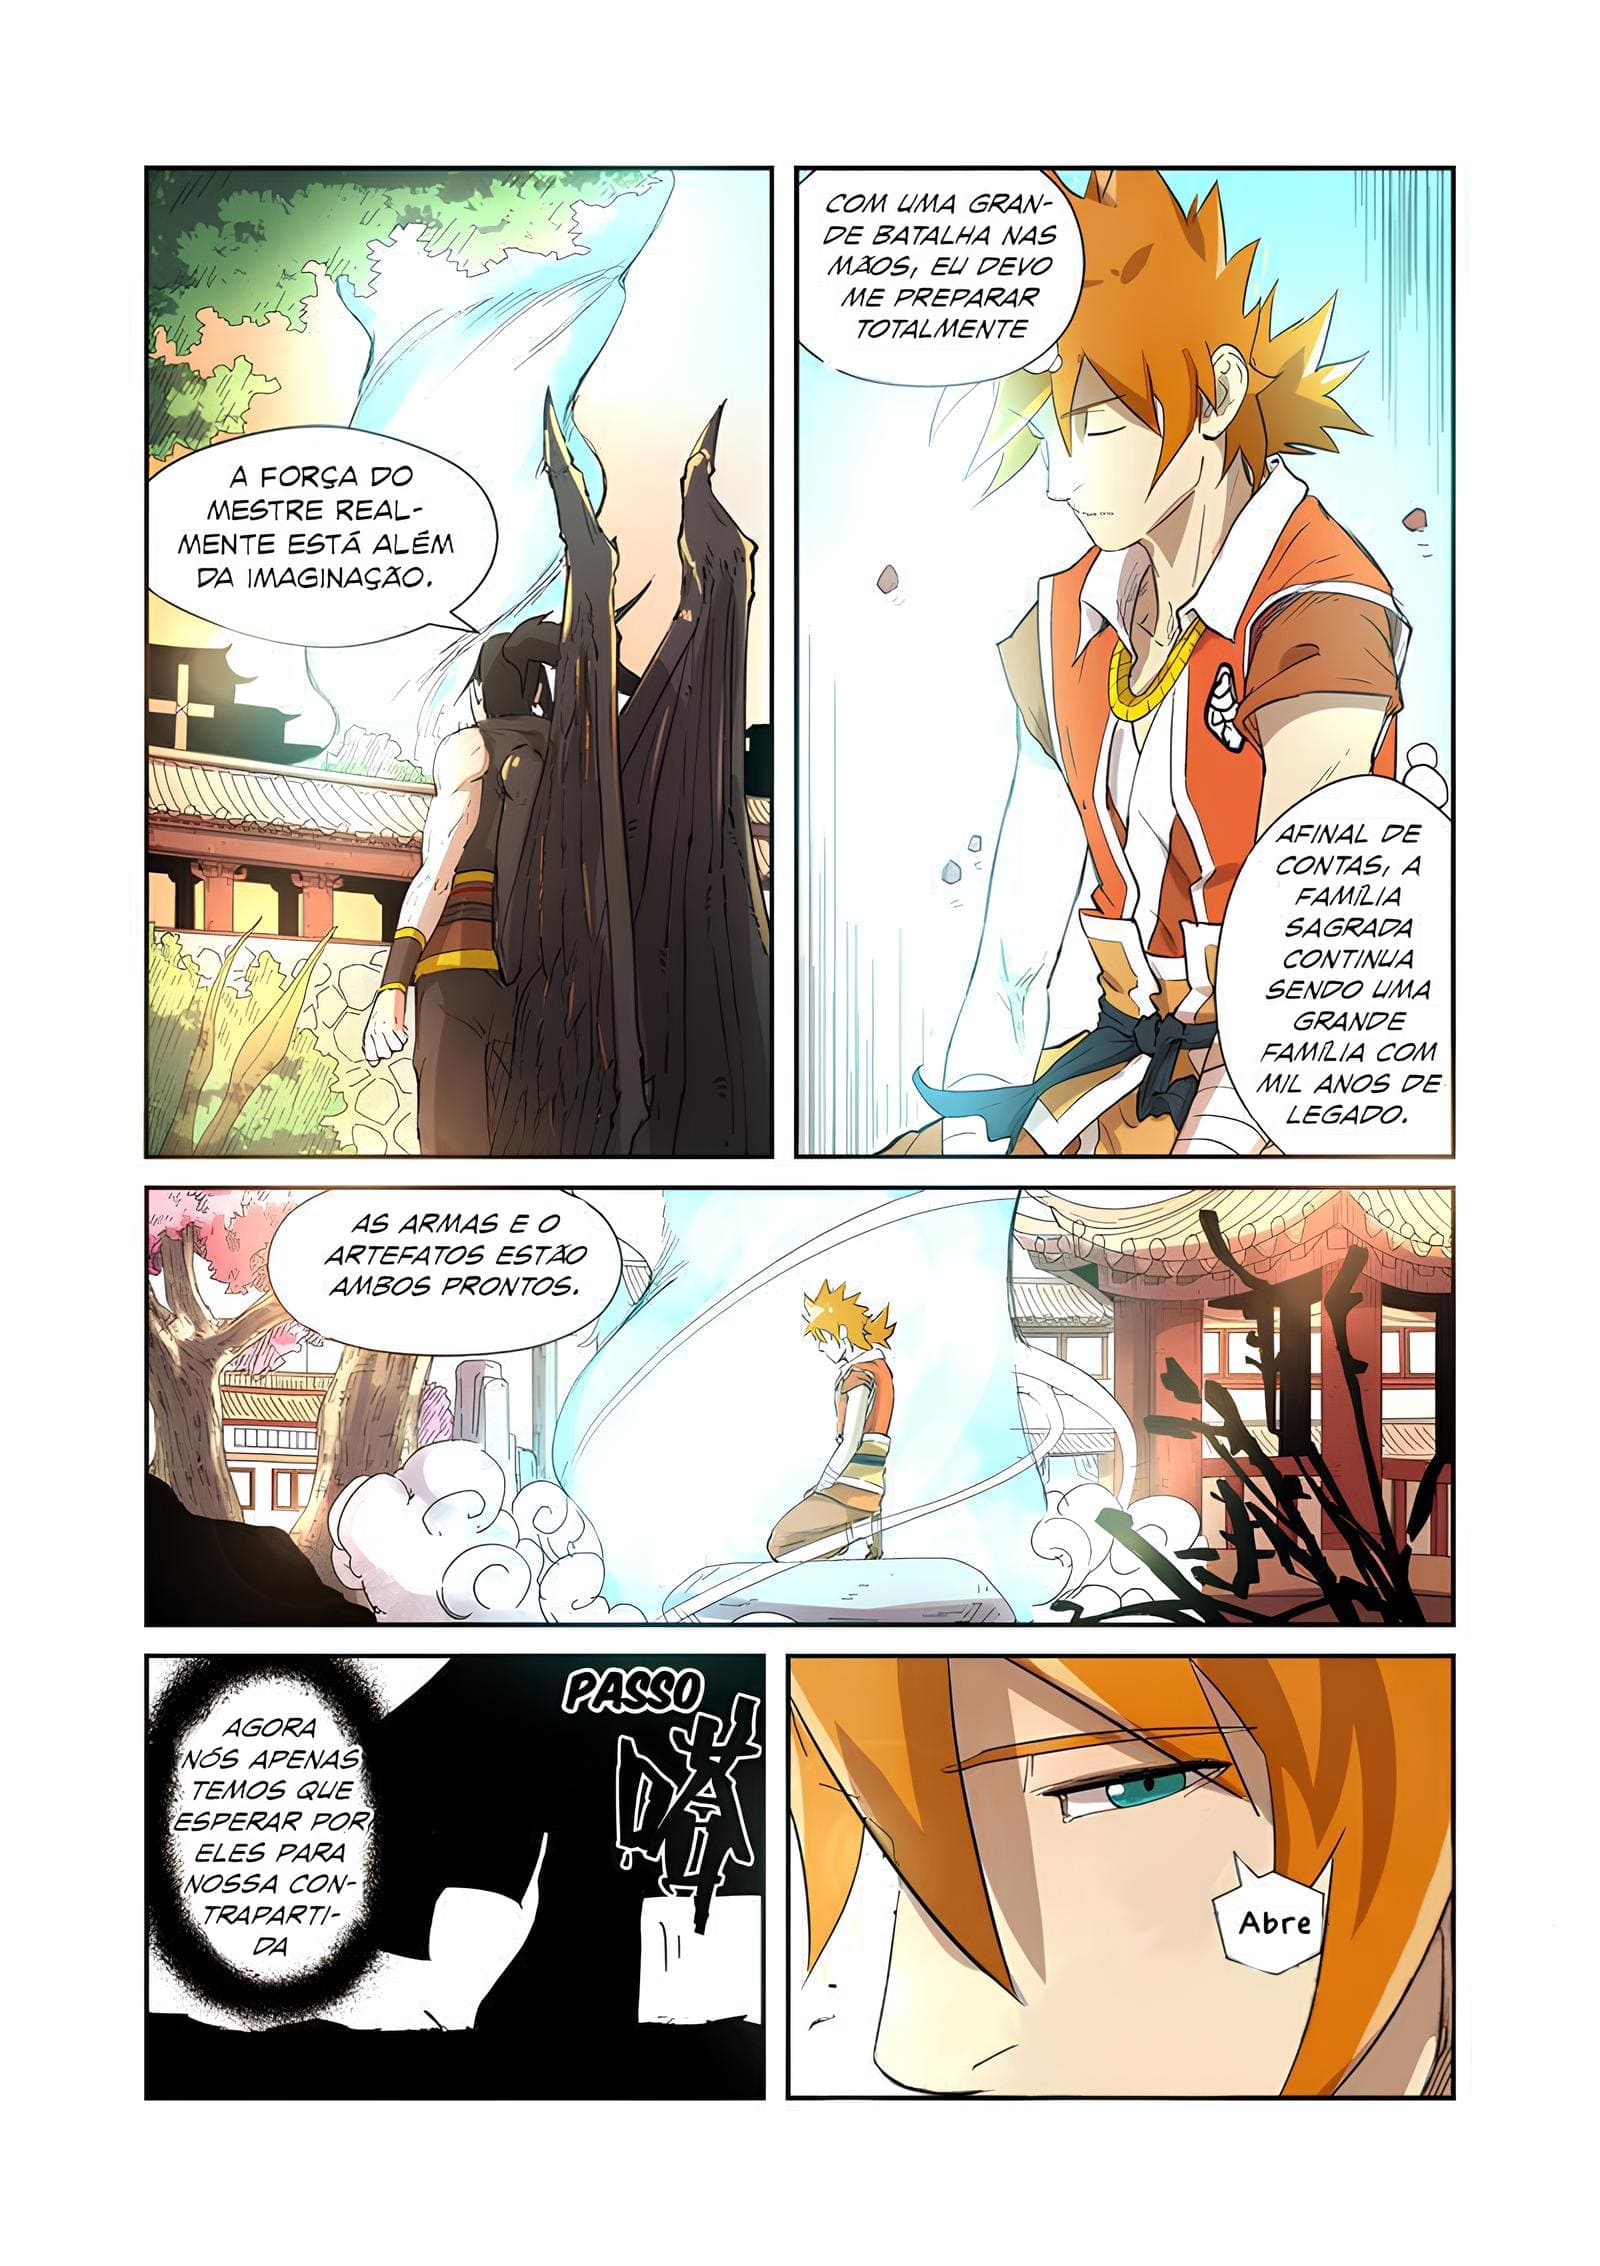 A FORÇA DO
MESTRE REAL-
MENTE ESTÁ ALÉM
DA IMAGINAÇÃO.
COM UMA GRAN-
DE BATALHA NAS
MÃOS, EU DEVO
ME PREPARAR
TOTALMENTE
AFINAL DE
CONTAS, A
FAMÍLIA
SAGRADA
CONTINUA
SENDO UMA
GRANDE
FAMÍLIA COM
MIL ANOS DE
LEGADO.
AS ARMAS E O
ARTEFATOS ESTÃO
AMBOS PRONTOS.
AGORA
NÓS APENAS
TEMOS QUE
ESPERAR POR
ELES PARA
NOSSA CON-
TRAPARTI-
DA
PASSO
嗒
Abre